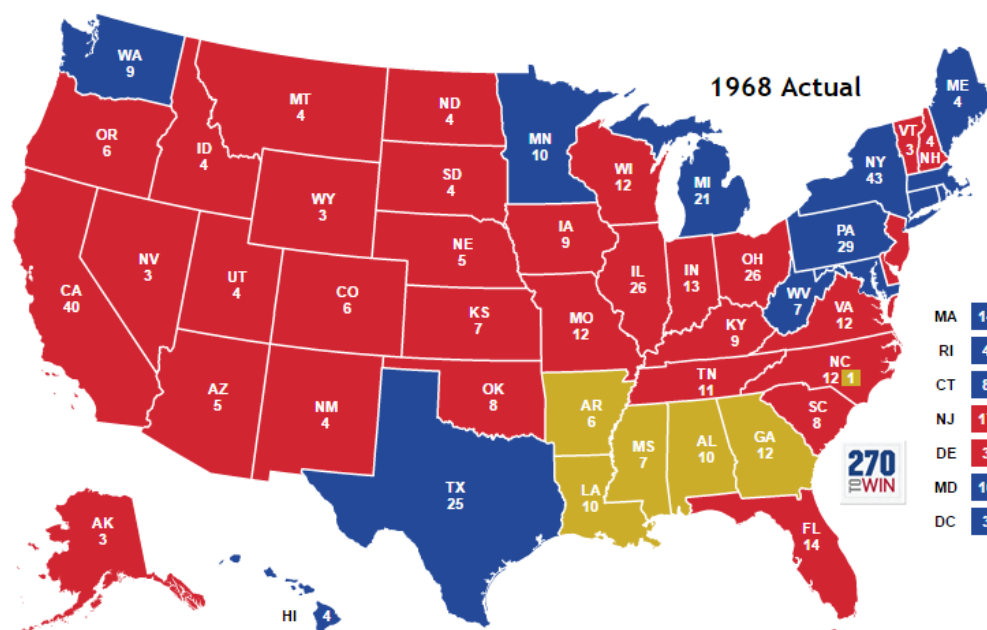 1968 Actual
WA
9
OR
6
CA
40
NV
3
ID
4
MT
4
WY
3
UT
4
AZ
5
CO
6
NM
4
ND
4
SD
4
NE
5
KS
7
OK
8
TX
25
MN
10
IA
9
MO
12
AR
6
LA
10
WI
12
IL
26
MI
21
IN
13
OH
26
KY
9
TN
11
MS
7
AL
10
GA
12
FL
14
SC
8
NC
12 1
VA
12
WV
7
PA
29
NY
43
VT
3
4
NH
ME
4
AK
3
HI 4
MA
RI 4
CT 8
NJ
DE 3
MD
DC 3
270
TO WIN